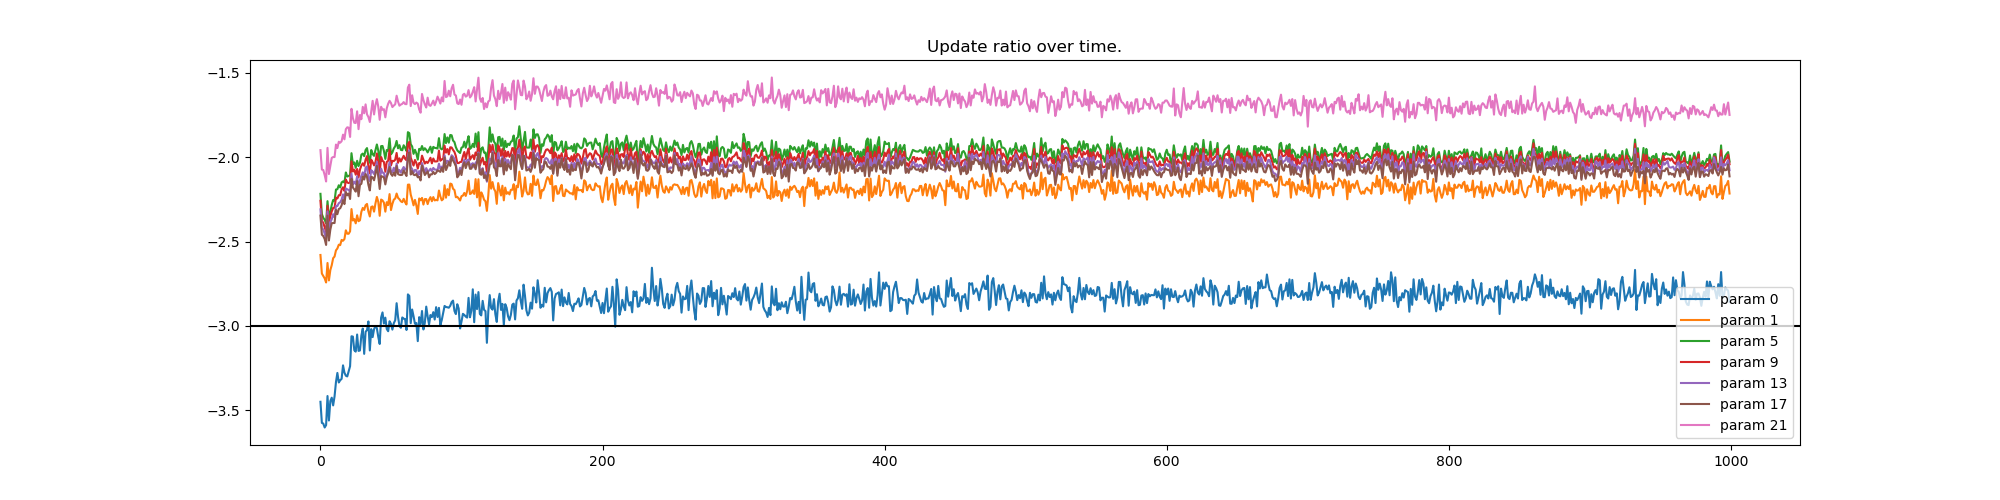 Update ratio over time.
−1.5
−2.0
−2.5
−3.0
−3.5
0
200
400
600
800
1000
param 0
param 1
param 5
param 9
param 13
param 17
param 21